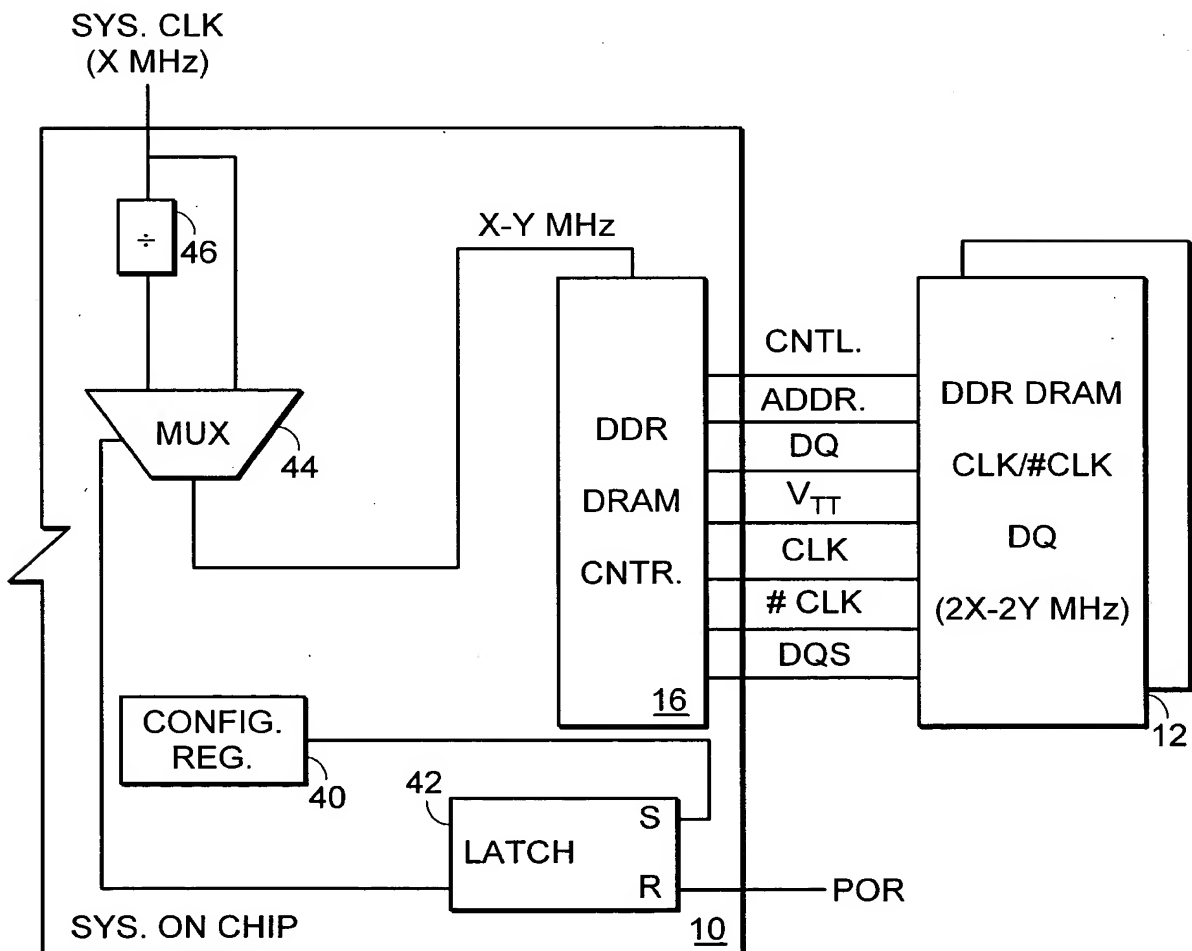 SYS. CLK
(X MHz)
÷
46
X-Y MHz
MUX
44
DDR
DRAM
CNTR.
16
CNTL.
ADDR.
DQ
VTT
CLK
# CLK
DQS
DDR DRAM
CLK/#CLK
DQ
(2X-2Y MHz)
12
CONFIG.
REG.
40
42
LATCH
S
R
POR
SYS. ON CHIP
10